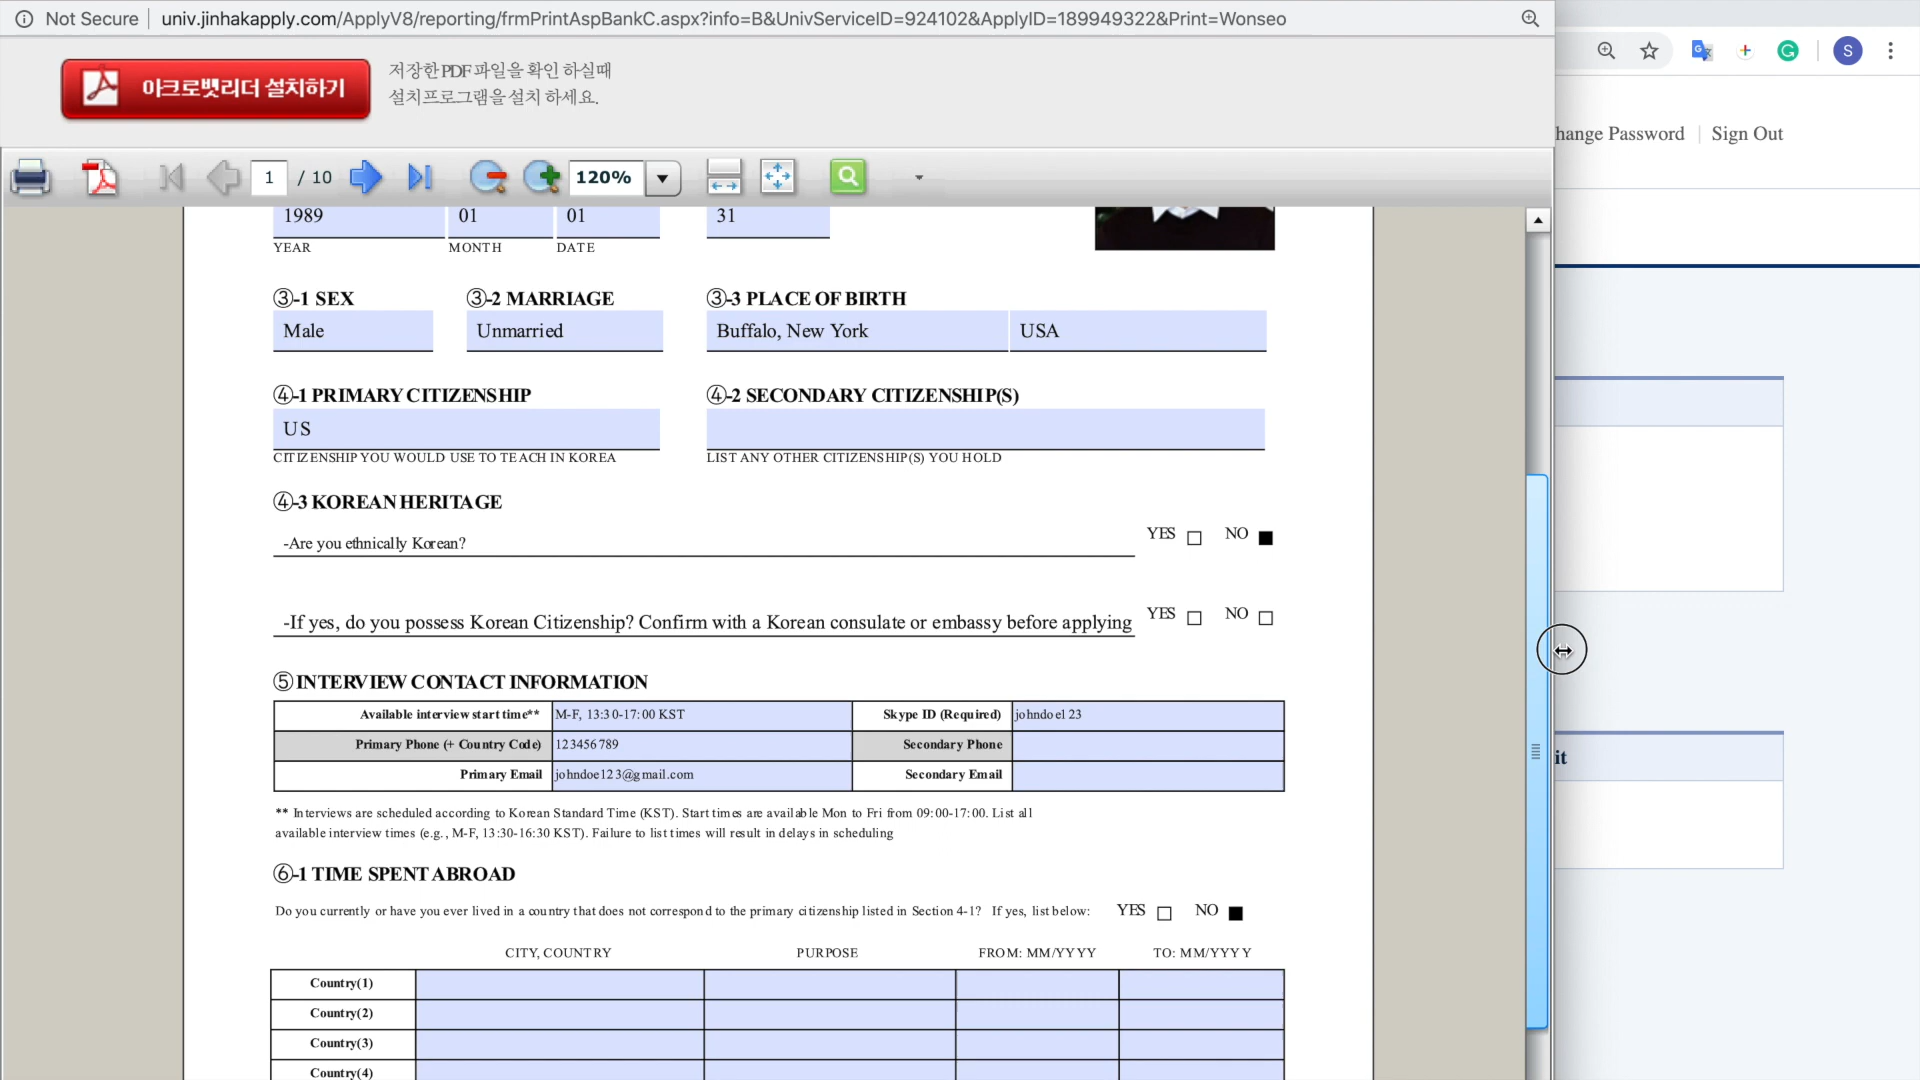 Not Secure
univ.jinhakapply.com/ApplyV8/reporting/frmPrintAspBankC.aspx?info=B&UnivServiceID=924102&ApplyID=189949322&Print=Wonseo
S
아크로뱃리더 설치하기
저장한 PDF 파일을 확인 하실때
설치프로그램을 설치 하세요.
hange Password
Sign Out
1 / 10
120%
1989 01 01 31
YEAR MONTH DATE
③-1 SEX ③-2 MARRIAGE ③-3 PLACE OF BIRTH
Male Unmarried Buffalo, New York USA
④-1 PRIMARY CITIZENSHIP ④-2 SECONDARY CITIZENSHIP(S)
US
CITIZENSHIP YOU WOULD USE TO TEACH IN KOREA LIST ANY OTHER CITIZENSHIP(S) YOU HOLD
④-3 KOREAN HERITAGE
-Are you ethnically Korean? YES NO
-If yes, do you possess Korean Citizenship? Confirm with a Korean consulate or embassy before applying YES NO
⑤ INTERVIEW CONTACT INFORMATION
Available interview start time** M-F, 13:30-17:00 KST Skype ID (Required) johndoe123
Primary Phone (+ Country Code) 123456789 Secondary Phone
Primary Email johndoe123@gmail.com Secondary Email
it
** Interviews are scheduled according to Korean Standard Time (KST). Start times are available Mon to Fri from 09:00-17:00. List all
available interview times (e.g., M-F, 13:30-16:30 KST). Failure to list times will result in delays in scheduling
⑥-1 TIME SPENT ABROAD
Do you currently or have you ever lived in a country that does not correspond to the primary citizenship listed in Section 4-1? If yes, list below: YES NO
CITY, COUNTRY PURPOSE FROM: MM/YYYY TO: MM/YYYY
Country(1)
Country(2)
Country(3)
Country(4)